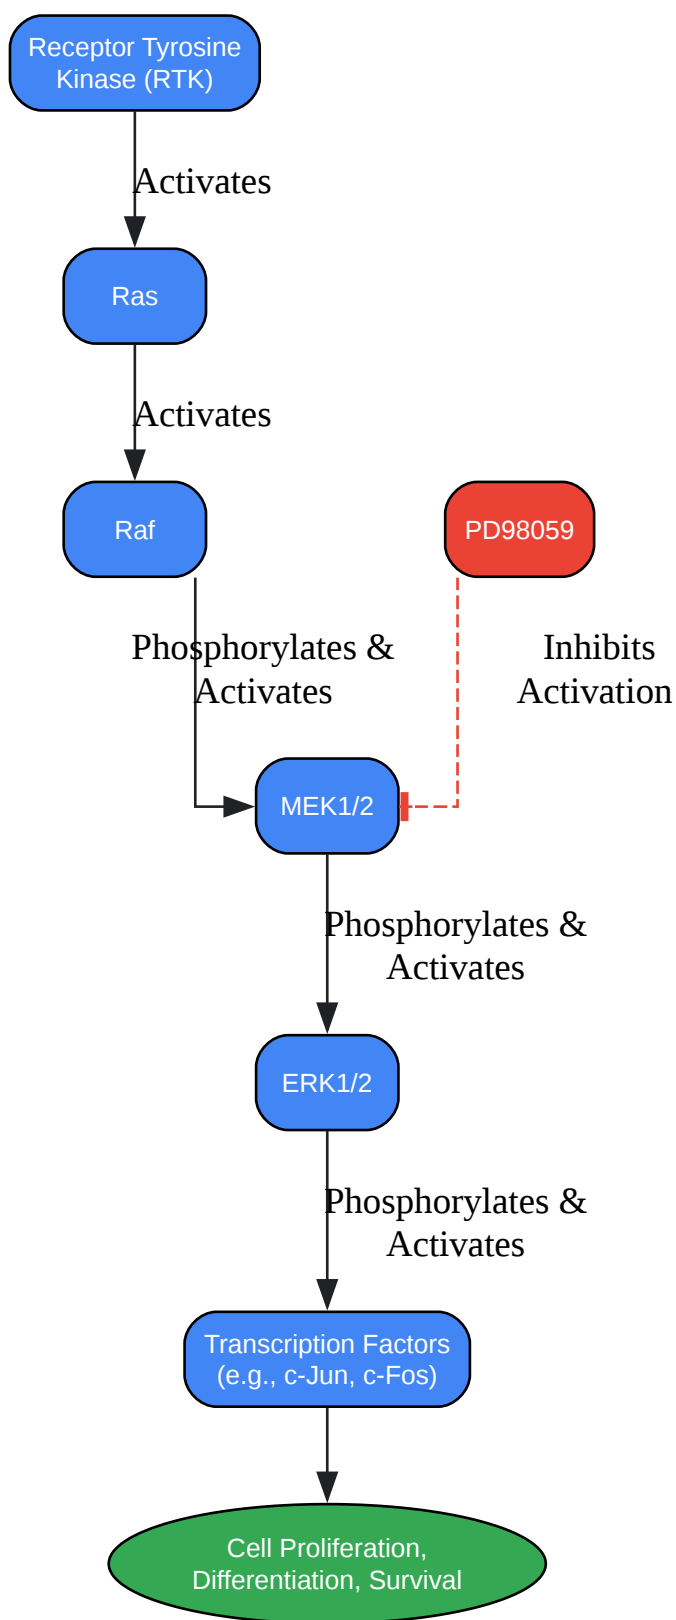 Receptor Tyrosine
Kinase (RTK)
Activates
Ras
Activates
Raf
PD98059
Phosphorylates &
Activates
Inhibits
Activation
MEK1/2
Phosphorylates &
Activates
ERK1/2
Phosphorylates &
Activates
Transcription Factors
(e.g., c-Jun, c-Fos)
Cell Proliferation,
Differentiation, Survival